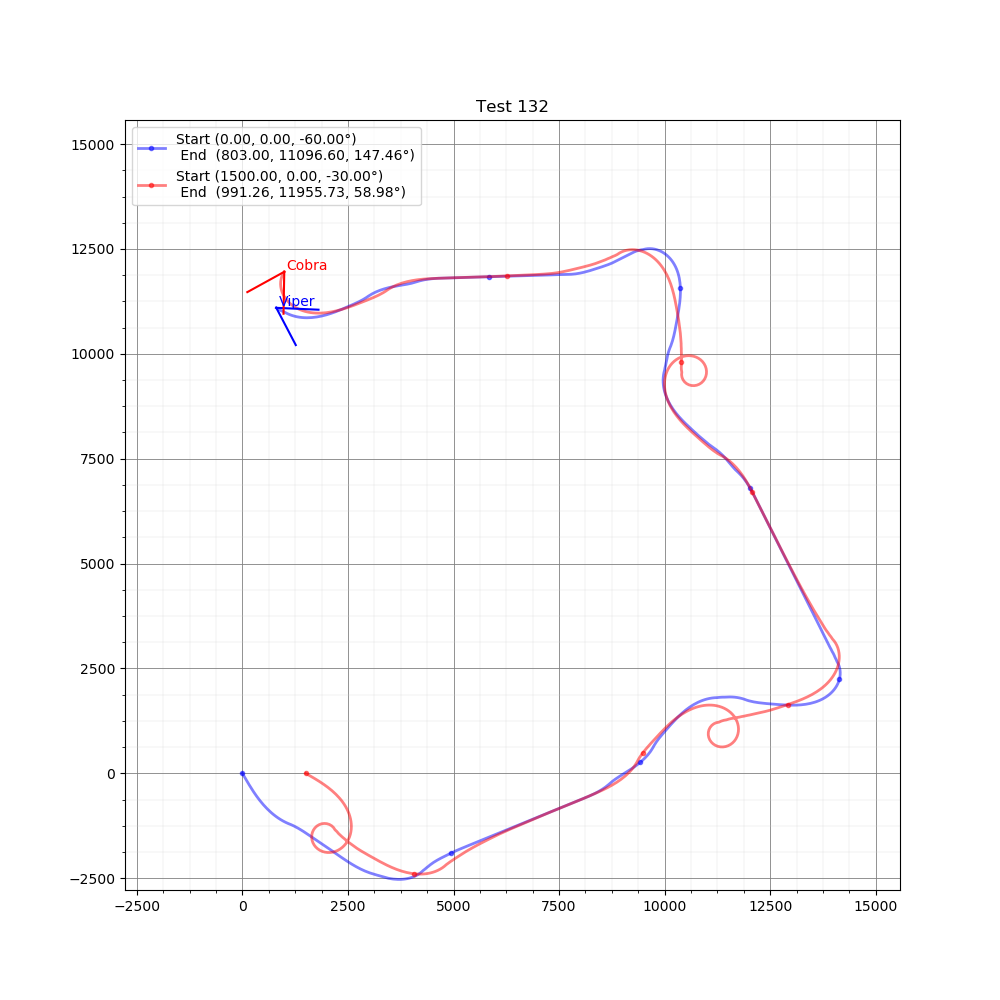 Test 132
Start (0.00, 0.00, -60.00°)
End (803.00, 11096.60, 147.46°)
Start (1500.00, 0.00, -30.00°)
End (991.26, 11955.73, 58.98°)
15000
12500
10000
7500
5000
2500
0
−2500
Cobra
Viper
−2500 0 2500 5000 7500 10000 12500 15000